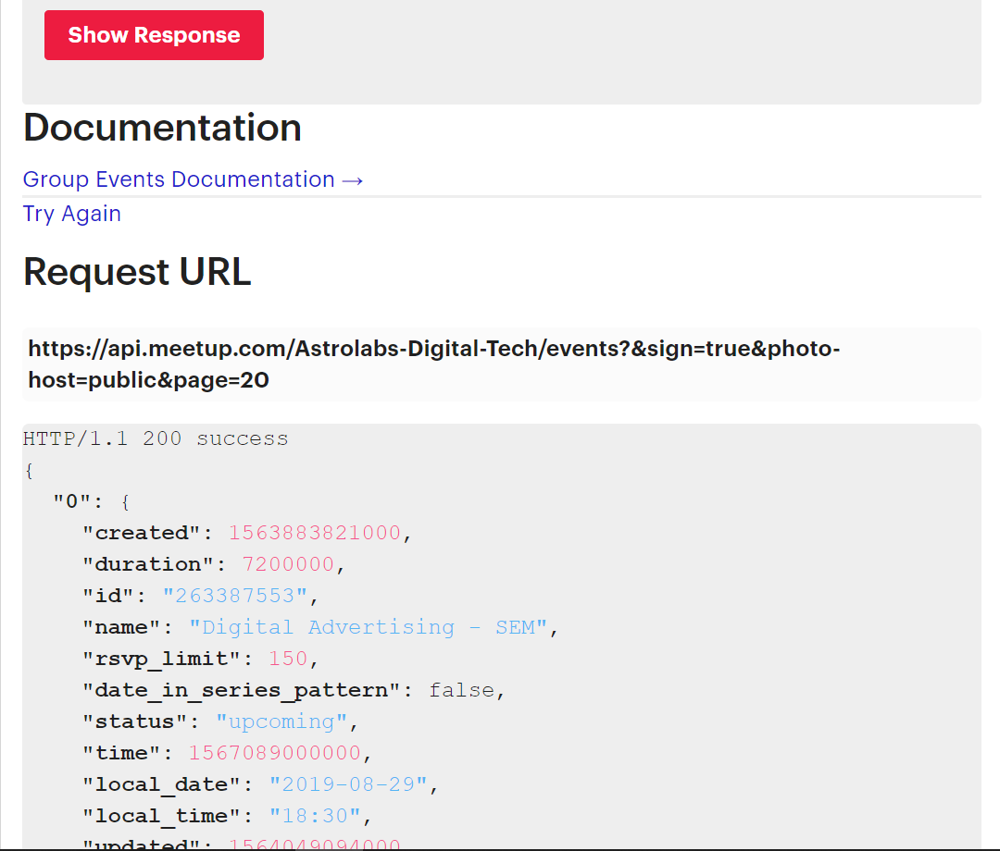 Show Response
Documentation
Group Events Documentation →
Try Again
Request URL
https://api.meetup.com/Astrolabs-Digital-Tech/events?&sign=true&photo-
host=public&page=20
HTTP/1.1 200 success
{
  "0": {
    "created": 1563883821000,
    "duration": 7200000,
    "id": "263387553",
    "name": "Digital Advertising - SEM",
    "rsvp_limit": 150,
    "date_in_series_pattern": false,
    "status": "upcoming",
    "time": 1567089000000,
    "local_date": "2019-08-29",
    "local_time": "18:30",
    "updated": 1564049094000